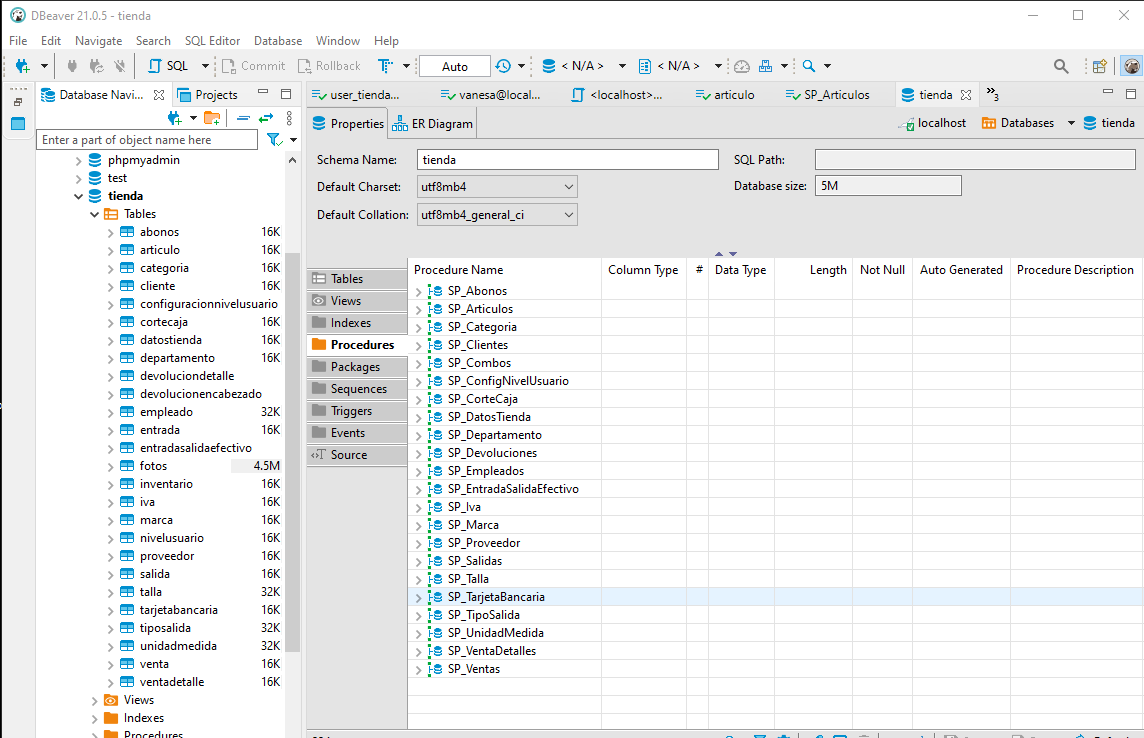 DBeaver 21.0.5 - tienda
File Edit Navigate Search SQL Editor Database Window Help
SQL Commit Rollback Auto < N/A > < N/A >
Database Navi... Projects
Enter a part of object name here
phpmyadmin
test
tienda
Tables
abonos 16K
articulo 16K
categoria 16K
cliente 16K
configuracionnivelusuario
cortecaja 16K
datostienda 16K
departamento 16K
devoluciondetalle
devolucionencabezado
empleado 32K
entrada 16K
entradasalidaefectivo
fotos 4.5M
inventario 16K
iva 16K
marca 16K
nivelusuario 16K
proveedor 16K
salida 16K
talla 32K
tarjetabancaria 16K
tiposalida 32K
unidadmedida 32K
venta 16K
ventadetalle 16K
Views
Indexes
Procedures
user_tienda... vanesa@local... <localhost>... articulo SP_Articulos tienda »3
Properties ER Diagram localhost Databases tienda
Schema Name: tienda SQL Path:
Default Charset: utf8mb4 Database size: 5M
Default Collation: utf8mb4_general_ci
Tables
Views
Indexes
Procedures
Packages
Sequences
Triggers
Events
Source
Procedure Name Column Type # Data Type Length Not Null Auto Generated Procedure Description
SP_Abonos
SP_Articulos
SP_Categoria
SP_Clientes
SP_Combos
SP_ConfigNivelUsuario
SP_CorteCaja
SP_DatosTienda
SP_Departamento
SP_Devoluciones
SP_Empleados
SP_EntradaSalidaEfectivo
SP_Iva
SP_Marca
SP_Proveedor
SP_Salidas
SP_Talla
SP_TarjetaBancaria
SP_TipoSalida
SP_UnidadMedida
SP_VentaDetalles
SP_Ventas